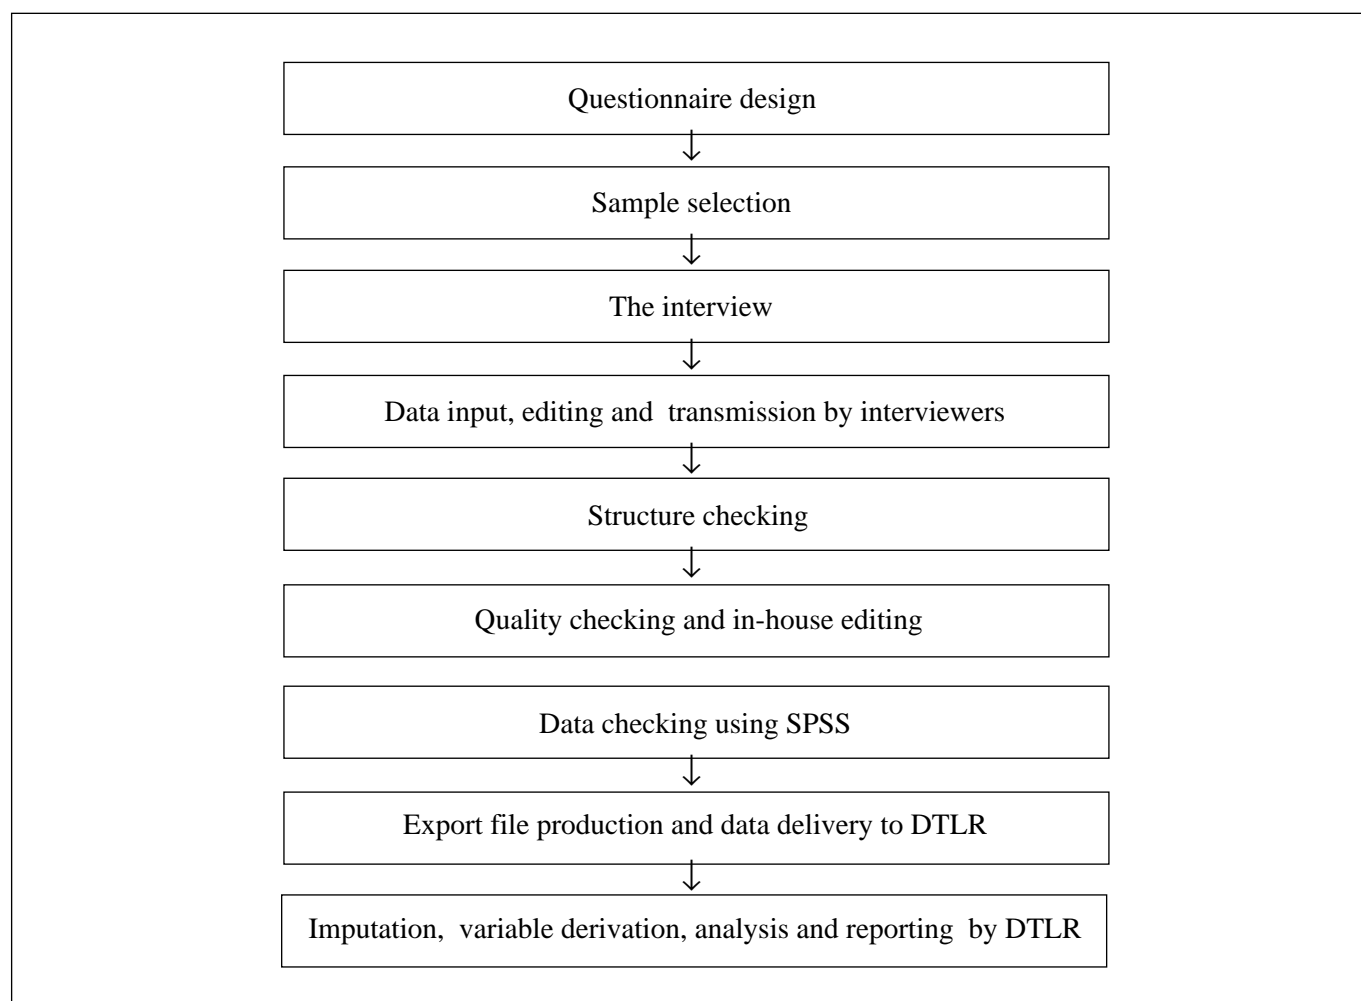 Questionnaire design
Sample selection
The interview
Data input, editing and  transmission by interviewers
Structure checking
Quality checking and in-house editing
Data checking using SPSS
Export file production and data delivery to DTLR
Imputation,  variable derivation, analysis and reporting  by DTLR